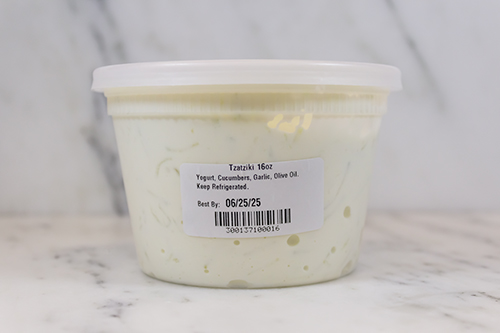 Tzatziki 16oz
Yogurt, Cucumbers, Garlic, Olive Oil.
Keep Refrigerated.
Best By: 06/25/25
300137100016